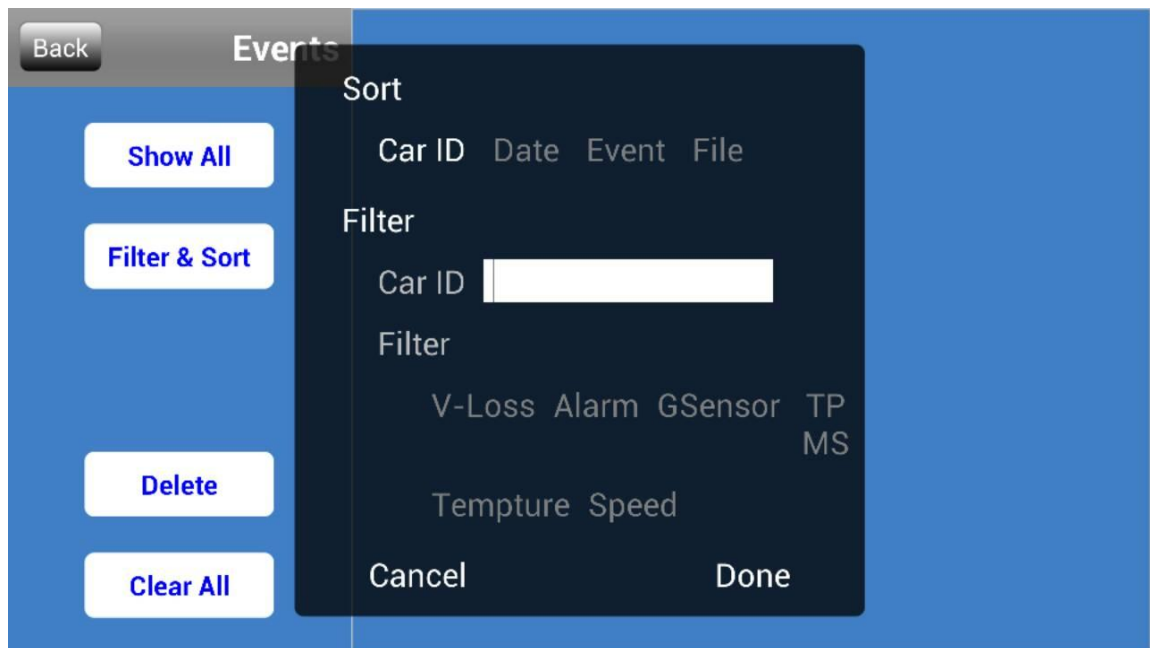 Back
Events
Show All
Filter & Sort
Delete
Clear All
Sort
Car ID Date Event File
Filter
Car ID
Filter
V-Loss Alarm GSensor TP
MS
Tempture Speed
Cancel Done